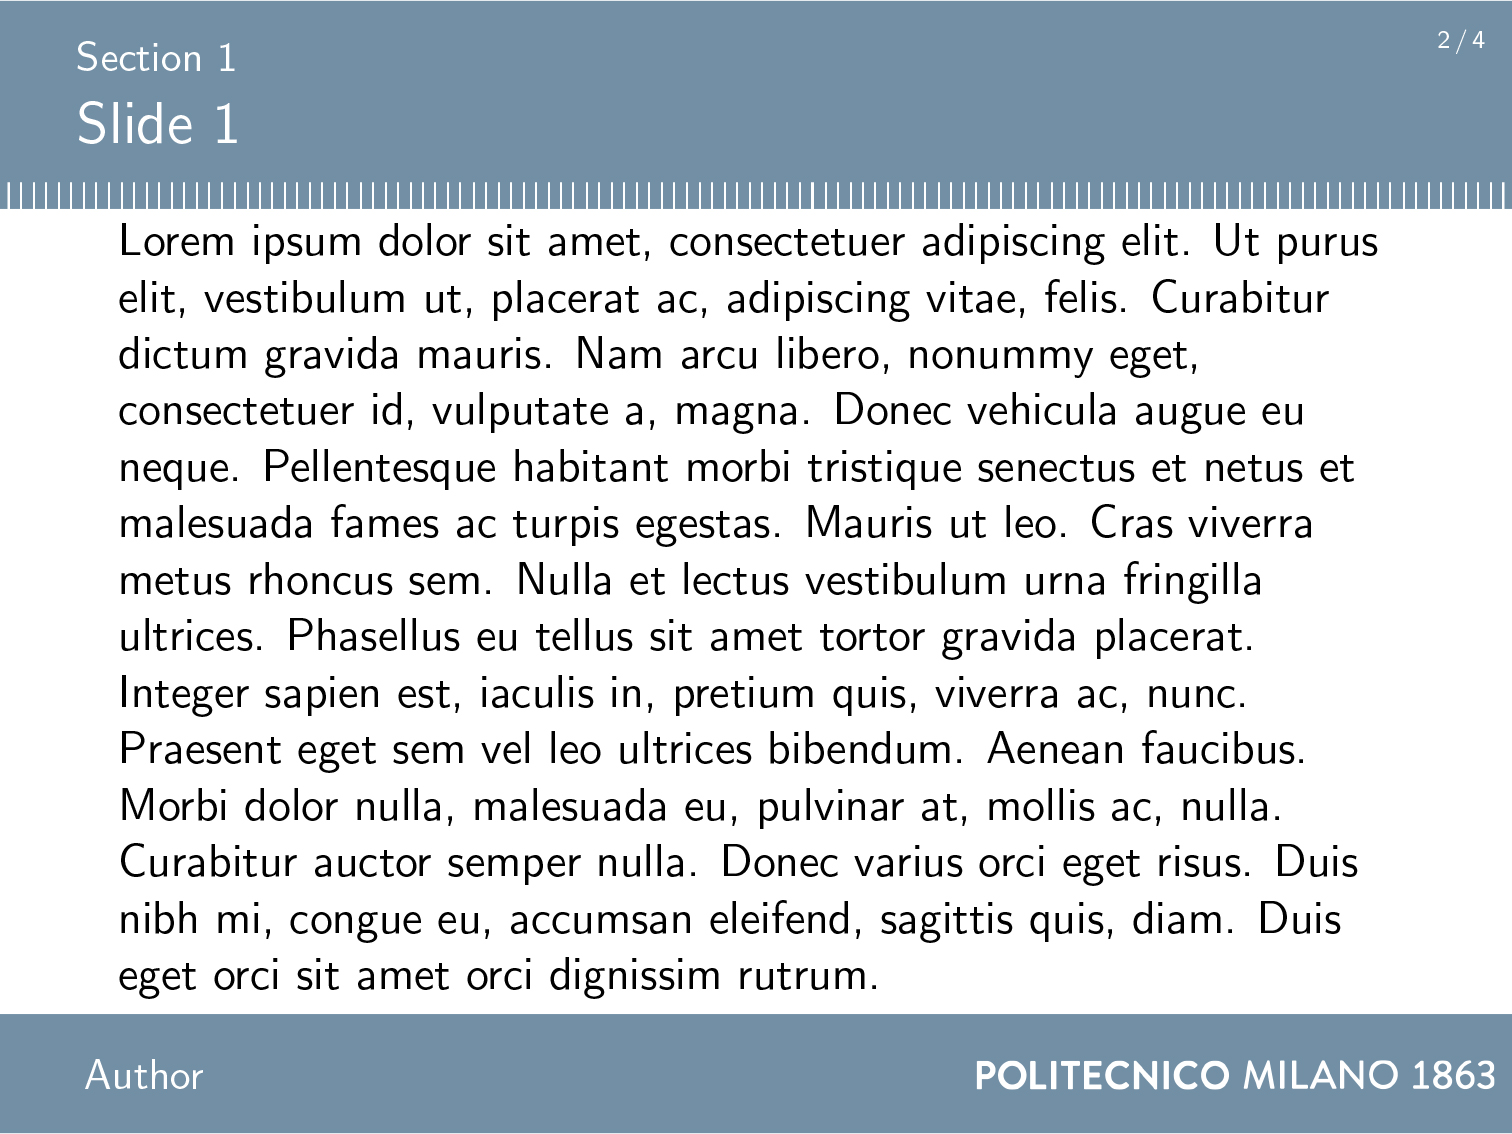 Section 1
2 / 4
Slide 1
Lorem ipsum dolor sit amet, consectetuer adipiscing elit. Ut purus
elit, vestibulum ut, placerat ac, adipiscing vitae, felis. Curabitur
dictum gravida mauris. Nam arcu libero, nonummy eget,
consectetuer id, vulputate a, magna. Donec vehicula augue eu
neque. Pellentesque habitant morbi tristique senectus et netus et
malesuada fames ac turpis egestas. Mauris ut leo. Cras viverra
metus rhoncus sem. Nulla et lectus vestibulum urna fringilla
ultrices. Phasellus eu tellus sit amet tortor gravida placerat.
Integer sapien est, iaculis in, pretium quis, viverra ac, nunc.
Praesent eget sem vel leo ultrices bibendum. Aenean faucibus.
Morbi dolor nulla, malesuada eu, pulvinar at, mollis ac, nulla.
Curabitur auctor semper nulla. Donec varius orci eget risus. Duis
nibh mi, congue eu, accumsan eleifend, sagittis quis, diam. Duis
eget orci sit amet orci dignissim rutrum.
Author
POLITECNICO MILANO 1863